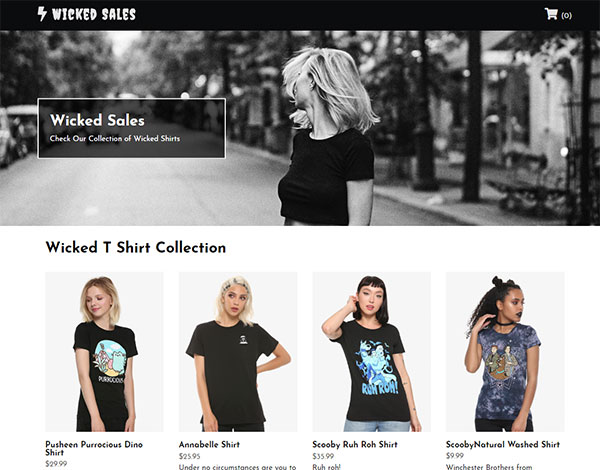 WICKED SALES
(0)
Wicked Sales
Check Our Collection of Wicked Shirts
Wicked T Shirt Collection
PURROCIOUS
RUH ROH!
Pusheen Purrocious Dino
Shirt
$29.99
Annabelle Shirt
$25.95
Under no circumstances are you to
Scooby Ruh Roh Shirt
$35.99
Ruh roh!
ScoobyNatural Washed Shirt
$9.99
Winchester Brothers from